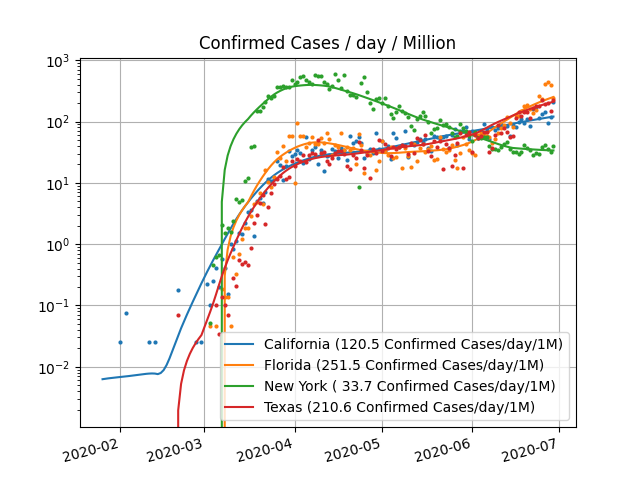 Confirmed Cases / day / Million
10³
10²
10¹
10⁰
10⁻¹
10⁻²
California (120.5 Confirmed Cases/day/1M)
Florida (251.5 Confirmed Cases/day/1M)
New York ( 33.7 Confirmed Cases/day/1M)
Texas (210.6 Confirmed Cases/day/1M)
2020-02 2020-03 2020-04 2020-05 2020-06 2020-07